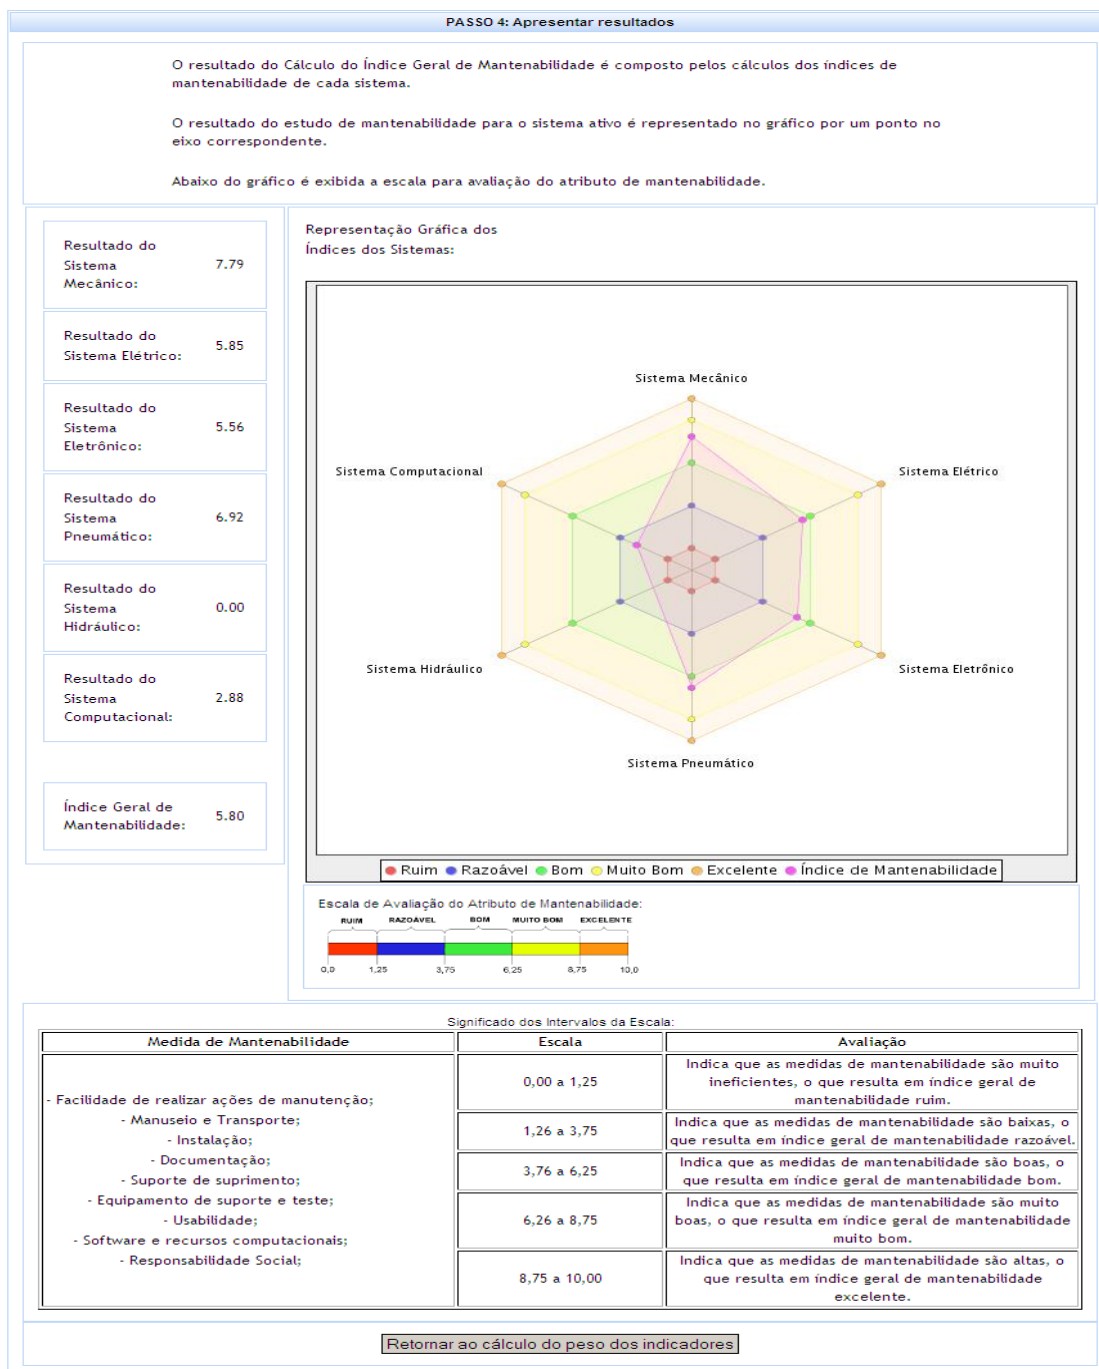 PASSO 4: Apresentar resultados
O resultado do Cálculo do Índice Geral de Mantenabilidade é composto pelos cálculos dos índices de
mantenabilidade de cada sistema.
O resultado do estudo de mantenabilidade para o sistema ativo é representado no gráfico por um ponto no
eixo correspondente.
Abaixo do gráfico é exibida a escala para avaliação do atributo de mantenabilidade.
Resultado do
Sistema
Mecânico:
7.79
Resultado do
Sistema Elétrico:
5.85
Resultado do
Sistema
Eletrônico:
5.56
Resultado do
Sistema
Pneumático:
6.92
Resultado do
Sistema
Hidráulico:
0.00
Resultado do
Sistema
Computacional:
2.88
Índice Geral de
Mantenabilidade:
5.80
Representação Gráfica dos
Índices dos Sistemas:
Sistema Mecânico
Sistema Computacional
Sistema Elétrico
Sistema Hidráulico
Sistema Eletrônico
Sistema Pneumático
Ruim Razoável Bom Muito Bom Excelente Índice de Mantenabilidade
Escala de Avaliação do Atributo de Mantenabilidade:
RUIM RAZOÁVEL BOM MUITO BOM EXCELENTE
0,0 1,25 3,75 6,25 8,75 10,0
Significado dos Intervalos da Escala:
Medida de Mantenabilidade
Escala
Avaliação
- Facilidade de realizar ações de manutenção;
- Manuseio e Transporte;
- Instalação;
- Documentação;
- Suporte de suprimento;
- Equipamento de suporte e teste;
- Usabilidade;
- Software e recursos computacionais;
- Responsabilidade Social;
0,00 a 1,25
Indica que as medidas de mantenabilidade são muito
ineficientes, o que resulta em índice geral de
mantenabilidade ruim.
1,26 a 3,75
Indica que as medidas de mantenabilidade são baixas, o
que resulta em índice geral de mantenabilidade razoável.
3,76 a 6,25
Indica que as medidas de mantenabilidade são boas, o
que resulta em índice geral de mantenabilidade bom.
6,26 a 8,75
Indica que as medidas de mantenabilidade são muito
boas, o que resulta em índice geral de mantenabilidade
muito bom.
8,75 a 10,00
Indica que as medidas de mantenabilidade são altas, o
que resulta em índice geral de mantenabilidade
excelente.
Retornar ao cálculo do peso dos indicadores